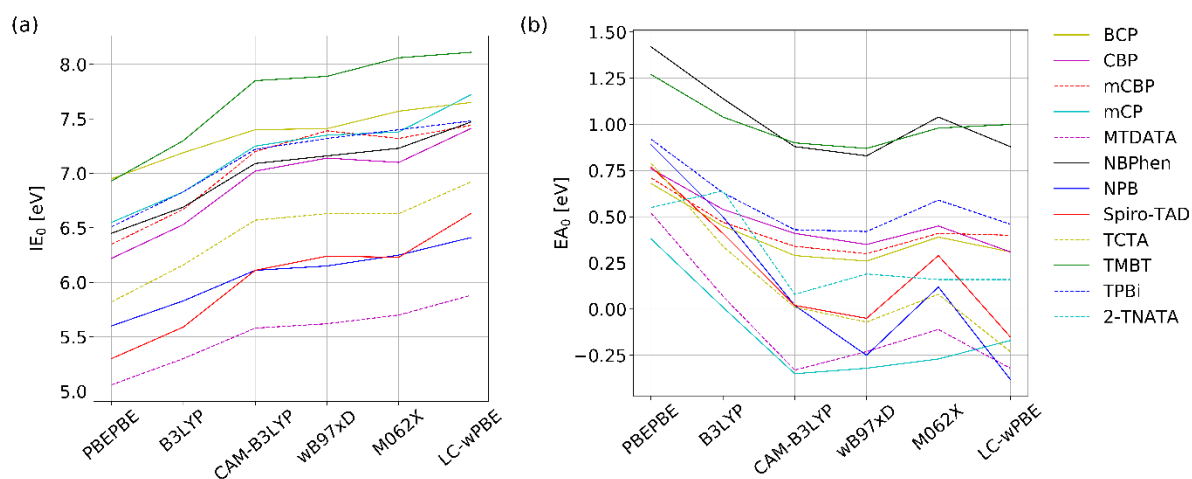 (a)
IE0 [eV]
8.0
7.5
7.0
6.5
6.0
5.5
5.0
PBEPBE
B3LYP
CAM-B3LYP
wB97xD
M062X
LC-wPBE
(b)
EA0 [eV]
1.50
1.25
1.00
0.75
0.50
0.25
0.00
−0.25
PBEPBE
B3LYP
CAM-B3LYP
wB97xD
M062X
LC-wPBE
BCP
CBP
mCBP
mCP
MTDATA
NBPhen
NPB
Spiro-TAD
TCTA
TMBT
TPBi
2-TNATA